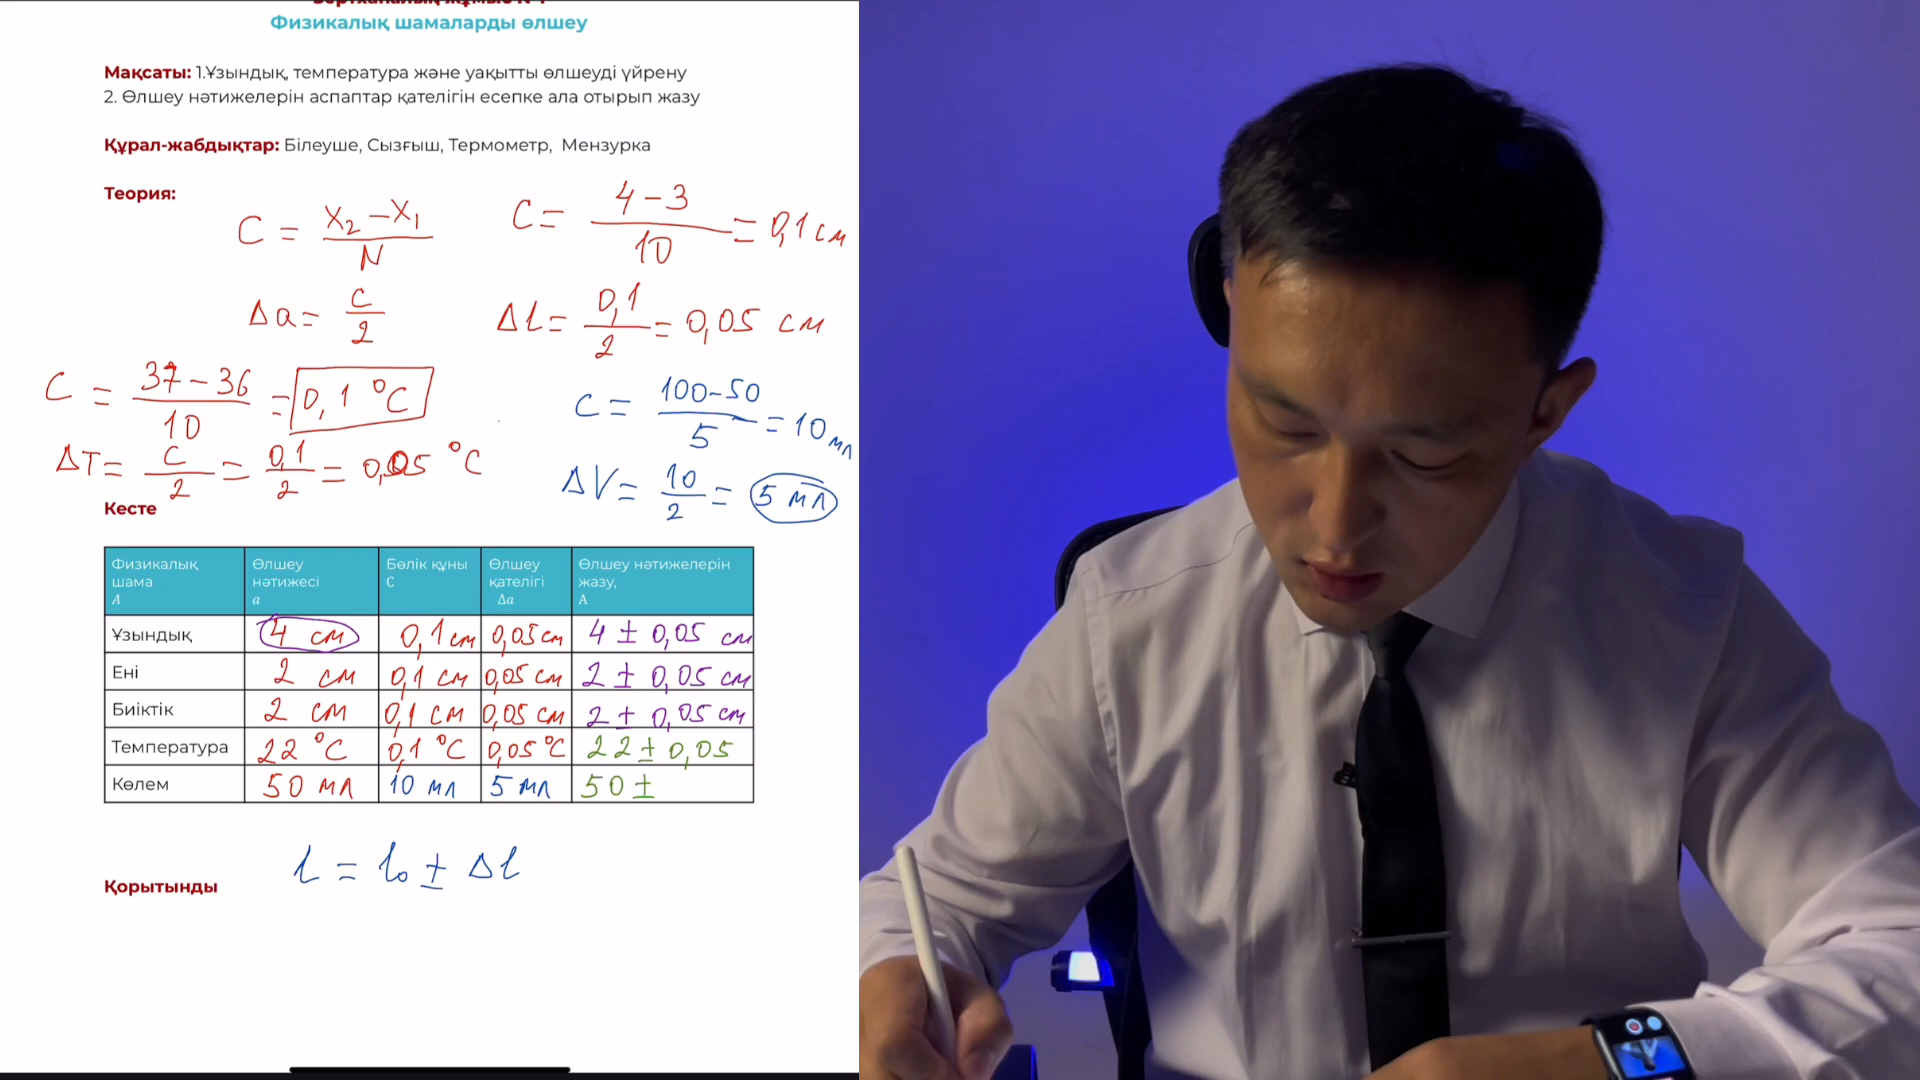 Физикалық шамаларды өлшеу
Мақсаты: 1.Ұзындық, температура және уақытты өлшеуді үйрену
2. Өлшеу нәтижелерін аспаптар қателігін есепке ала отырып жазу
Құрал-жабдықтар: Білеуше, Сызғыш, Термометр, Мензурка
Теория:
C = (x₂ - x₁)/N
C = (4 - 3)/10 = 0,1 см
Δa = c/2
Δl = 0,1/2 = 0,05 см
C = (37 - 36)/10 = 0,1 °C
C = (100 - 50)/5 = 10 мл
ΔT = c/2 = 0,1/2 = 0,05 °C
ΔV = 10/2 = 5 мл
Кесте
Физикалық шама A
Өлшеу нәтижесі a
Бөлік құны C
Өлшеу қателігі Δa
Өлшеу нәтижелерін жазу, A
Ұзындық 4 см 0,1 см 0,05 см 4 ± 0,05 см
Ені 2 см 0,1 см 0,05 см 2 ± 0,05 см
Биіктік 2 см 0,1 см 0,05 см 2 + 0,05 см
Температура 22 °C 0,1 °C 0,05 °C 22 ± 0,05
Көлем 50 мл 10 мл 5 мл 50 ±
l = l₀ ± Δl
Қорытынды